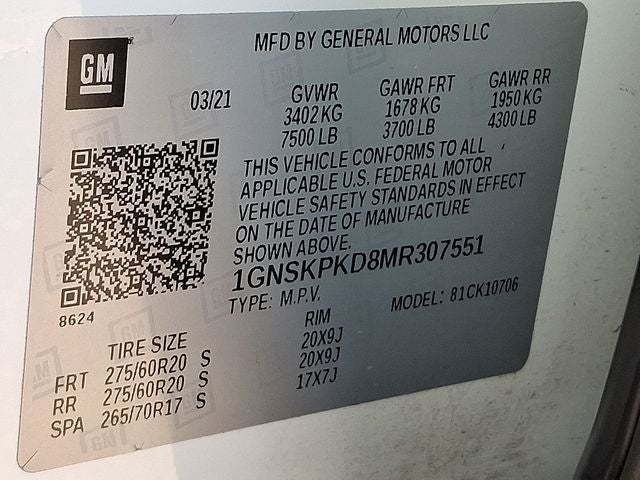 GM
MFD BY GENERAL MOTORS LLC
03/21
GVWR GAWR FRT GAWR RR
3402 KG 1678 KG 1950 KG
7500 LB 3700 LB 4300 LB
THIS VEHICLE CONFORMS TO ALL
APPLICABLE U.S. FEDERAL MOTOR
VEHICLE SAFETY STANDARDS IN EFFECT
ON THE DATE OF MANUFACTURE
SHOWN ABOVE.
1GNSKPKD8MR307551
TYPE: M.P.V. MODEL: 81CK10706
8624
TIRE SIZE RIM
FRT 275/60R20 S 20X9J
RR 275/60R20 S 20X9J
SPA 265/70R17 S 17X7J